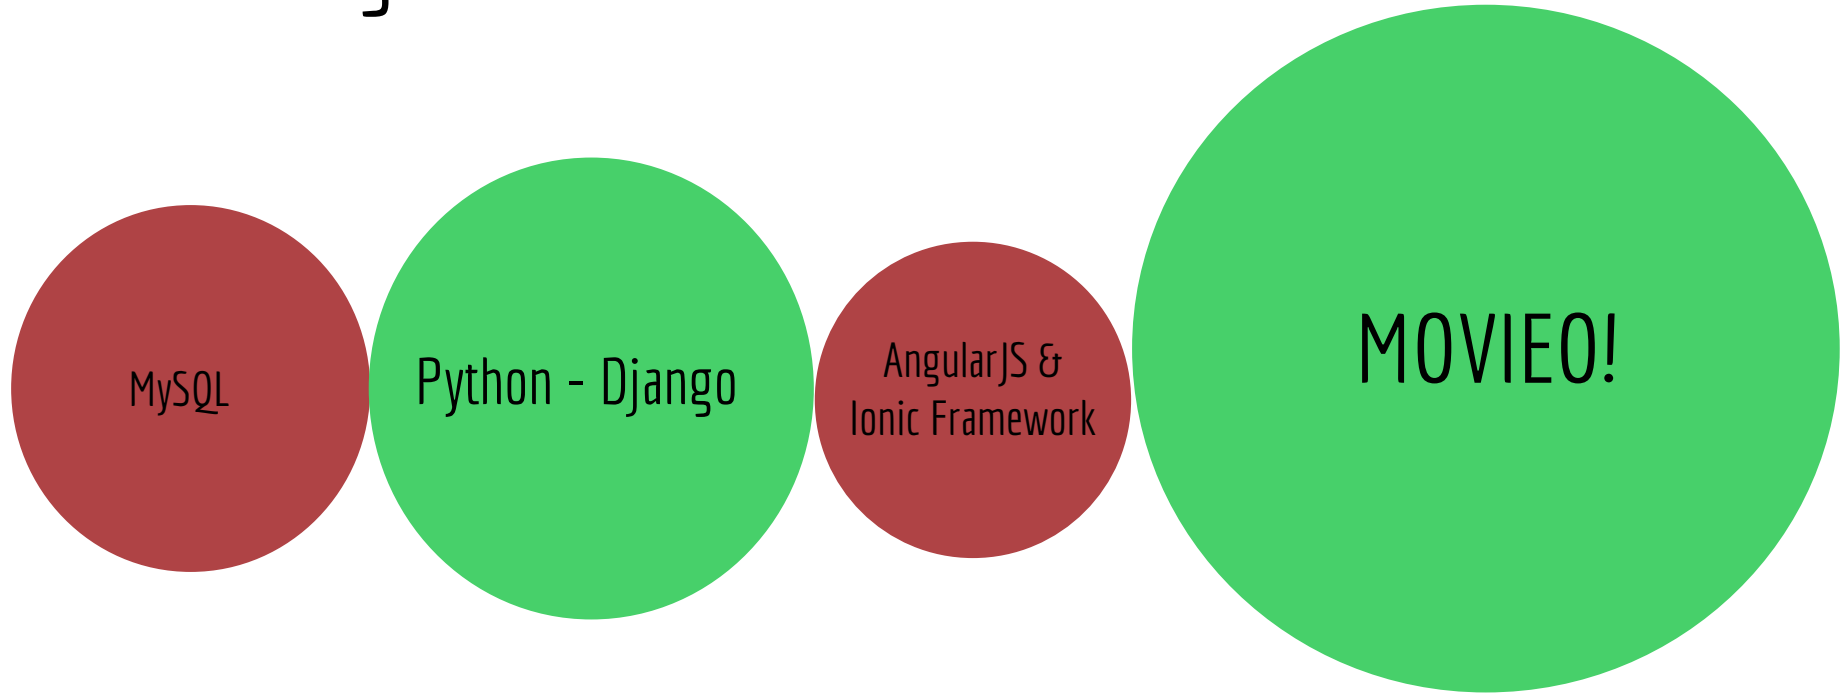 MySQL
Python - Django
AngularJS &
Ionic Framework
MOVIEO!